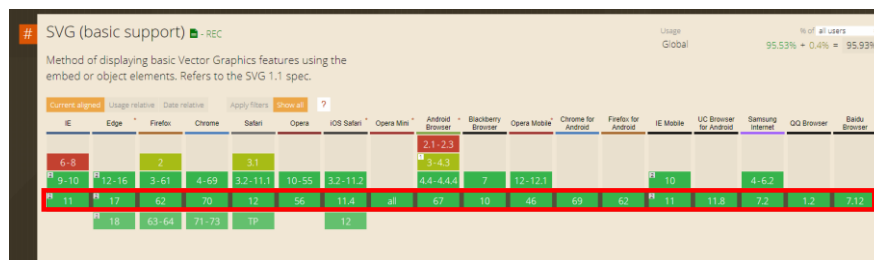 # SVG (basic support) - REC
Usage % of all users
Global 95.53% + 0.4% = 95.93%
Method of displaying basic Vector Graphics features using the
embed or object elements. Refers to the SVG 1.1 spec.
Current aligned Usage relative Date relative Apply filters Show all ?
IE Edge * Firefox Chrome Safari Opera iOS Safari * Opera Mini * Android Browser * Blackberry Browser Opera Mobile * Chrome for Android Firefox for Android IE Mobile UC Browser for Android Samsung Internet QQ Browser Baidu Browser
2.1-2.3
6-8 2 3.1 1 3-4.3
2 9-10 2 12-16 3-61 4-69 3.2-11.1 10-55 3.2-11.2 4.4-4.4.4 7 12-12.1 2 10 4-6.2
2 11 2 17 62 70 12 56 11.4 all 67 10 46 69 62 2 11 11.8 7.2 1.2 7.12
2 18 63-64 71-73 TP 12